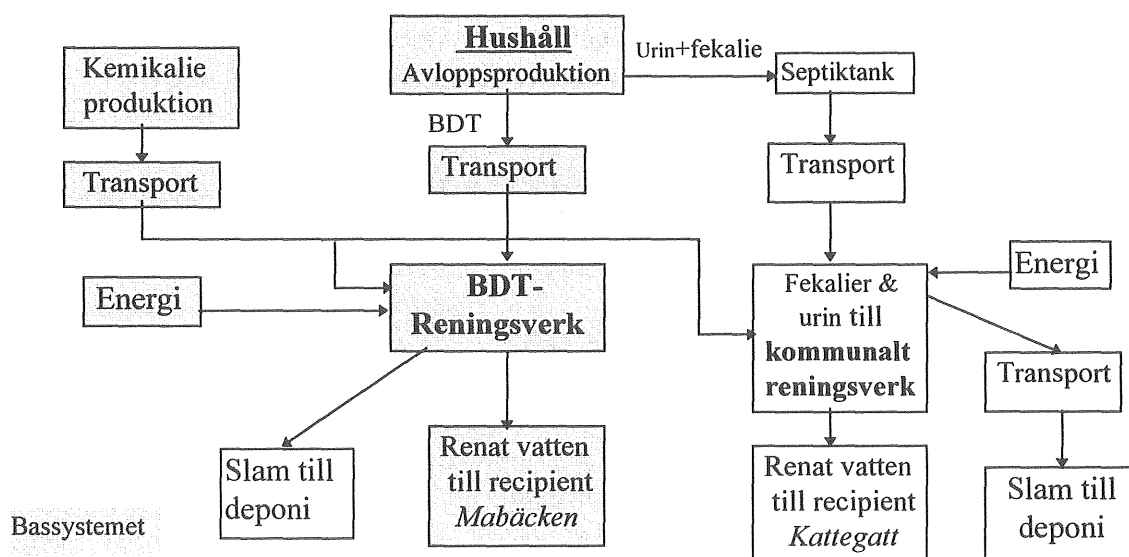 Kemikalie
produktion
Transport
Hushåll
Avloppsproduktion
Urin+fekalie
Septiktank
BDT
Transport
Transport
Energi
BDT-
Reningsverk
Fekalier &
urin till
kommunalt
reningsverk
Energi
Transport
Slam till
deponi
Renat vatten
till recipient
Mabäcken
Renat vatten
till recipient
Kattegatt
Slam till
deponi
Bassystemet